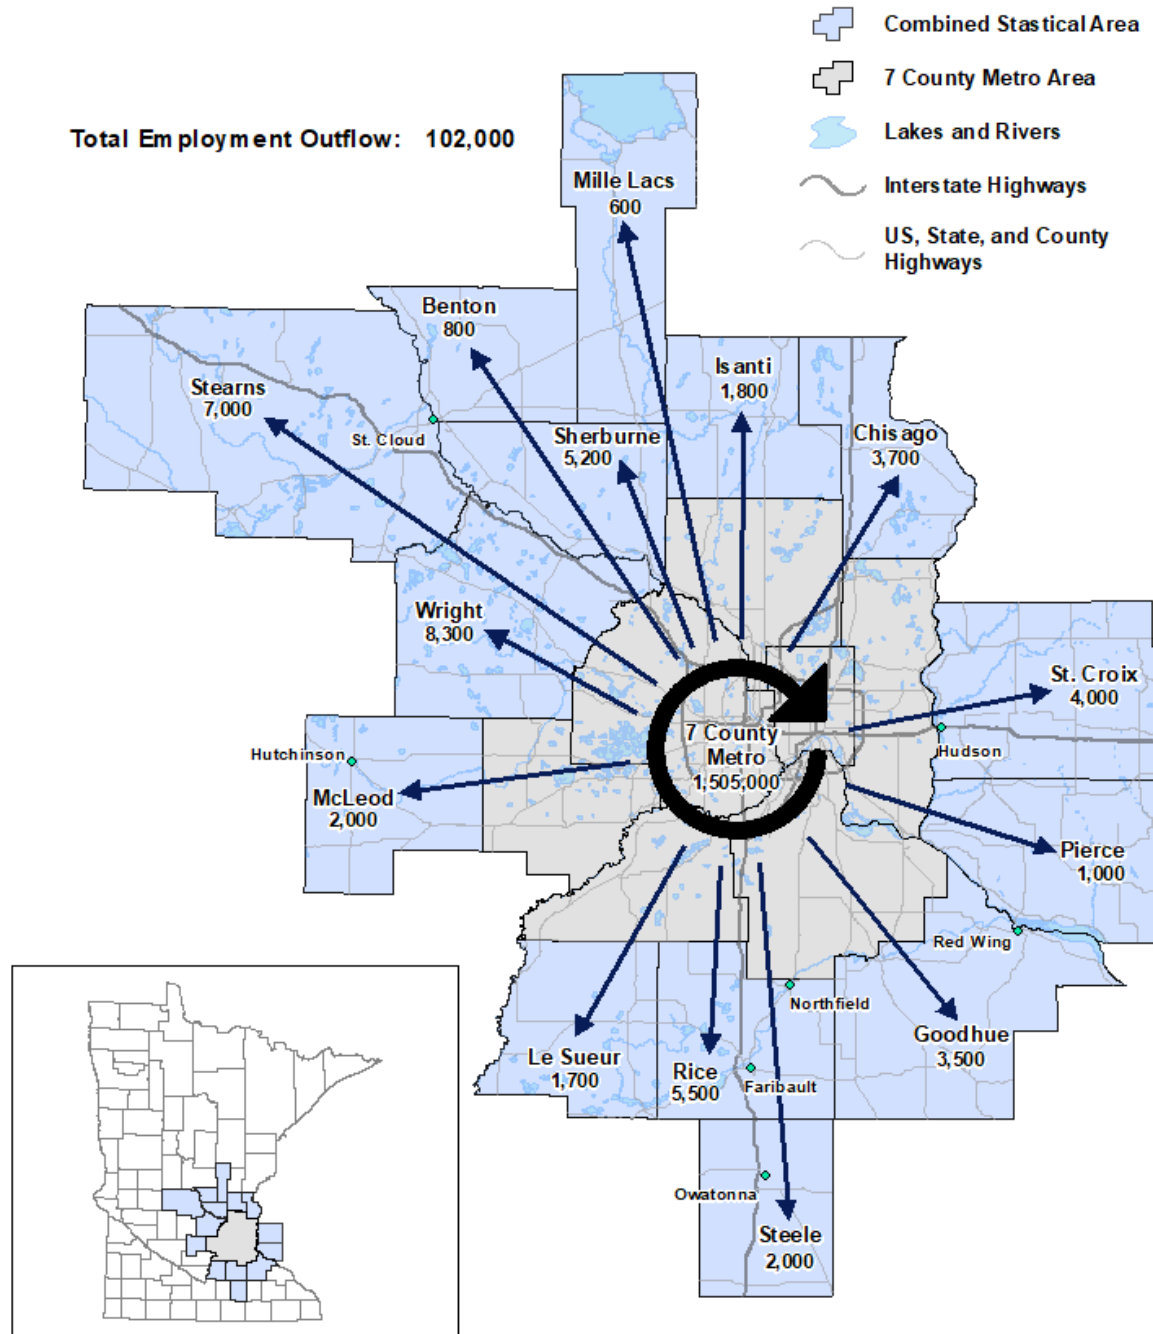 Combined Stastical Area
7 County Metro Area
Lakes and Rivers
Interstate Highways
US, State, and County
Highways
Total Employment Outflow: 102,000
Mille Lacs
600
Benton
800
Isanti
1,800
Stearns
7,000
St. Cloud
Sherburne
5,200
Chisago
3,700
Wright
8,300
St. Croix
4,000
7 County
Metro
1,505,000
Hudson
Hutchinson
McLeod
2,000
Pierce
1,000
Red Wing
Northfield
Goodhue
3,500
Le Sueur
1,700
Rice
5,500
Faribault
Owatonna
Steele
2,000